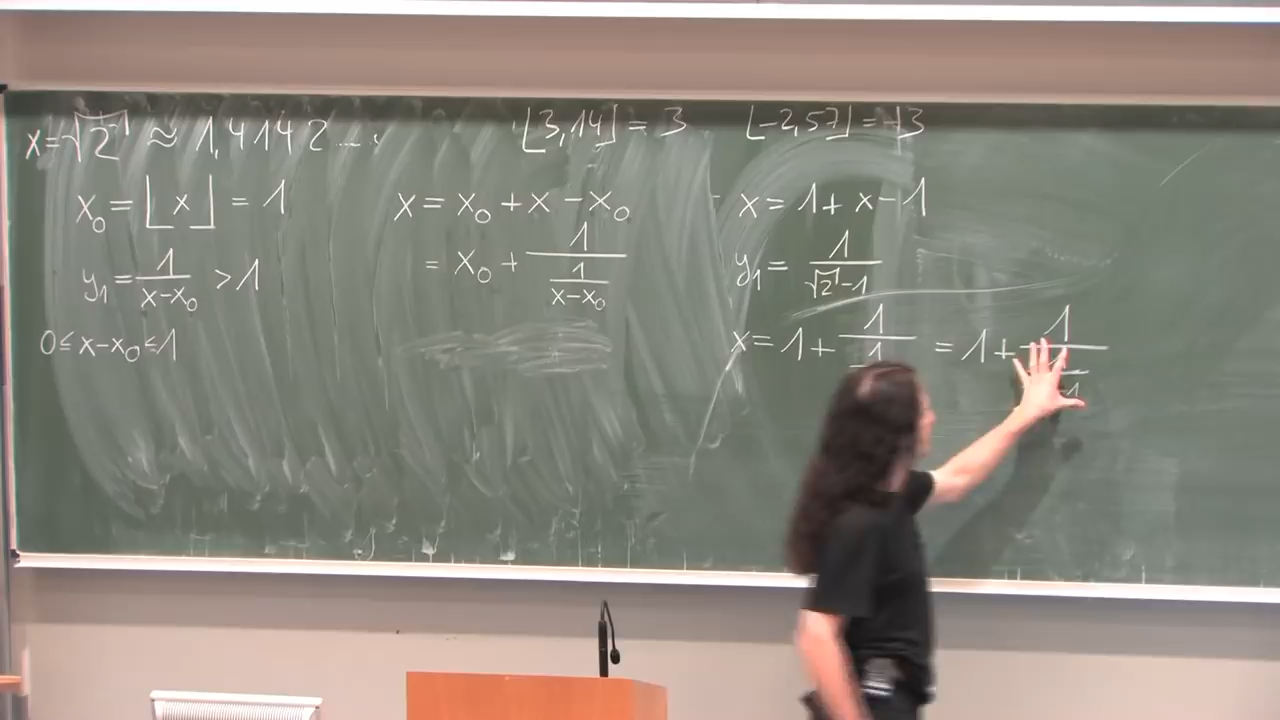 x=√2 ≈ 1,41412.... ⌊3,14⌋ = 3 ⌊-2,57⌋ = -3
x₀ = ⌊x⌋ = 1 x = x₀ + x - x₀ x = 1 + x - 1
y₁ = 1/(x-x₀) > 1 = x₀ + 1/(1/(x-x₀)) y₁ = 1/(√2-1)
0 ≤ x-x₀ ≤ 1 x = 1 + 1/1 = 1 + 1/